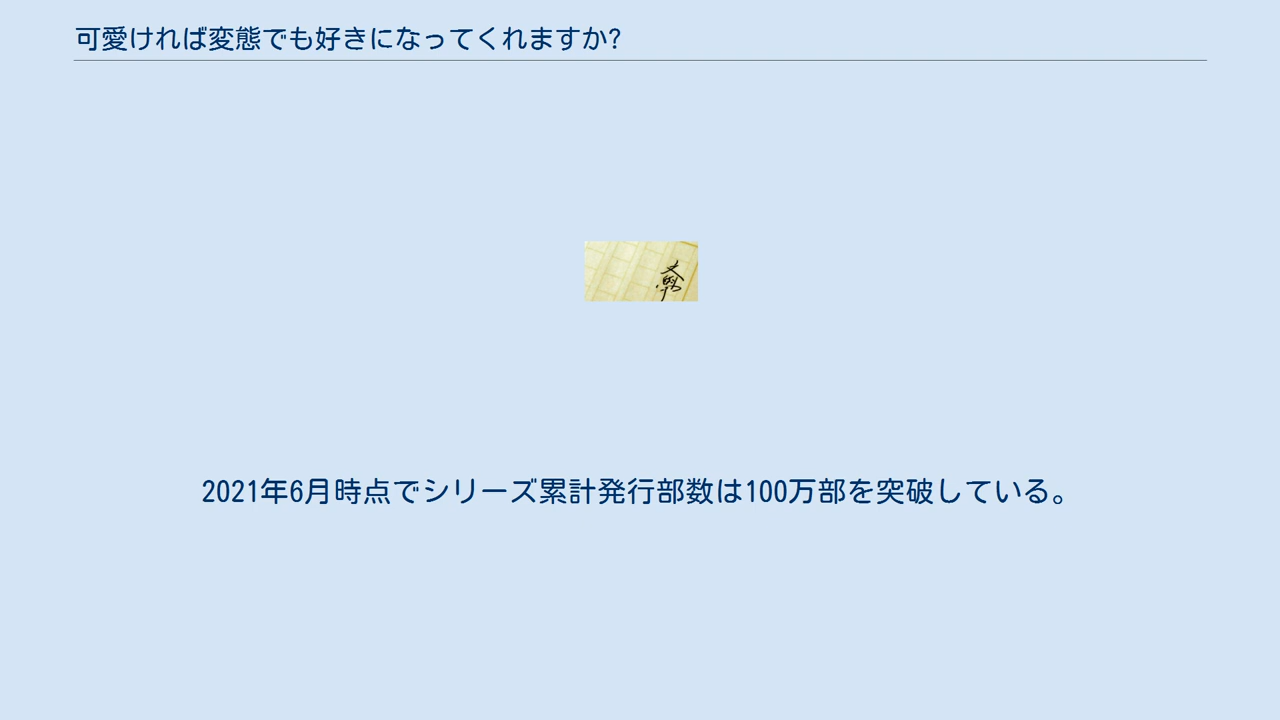 可愛ければ変態でも好きになってくれますか?
2021年6月時点でシリーズ累計発行部数は100万部を突破している。